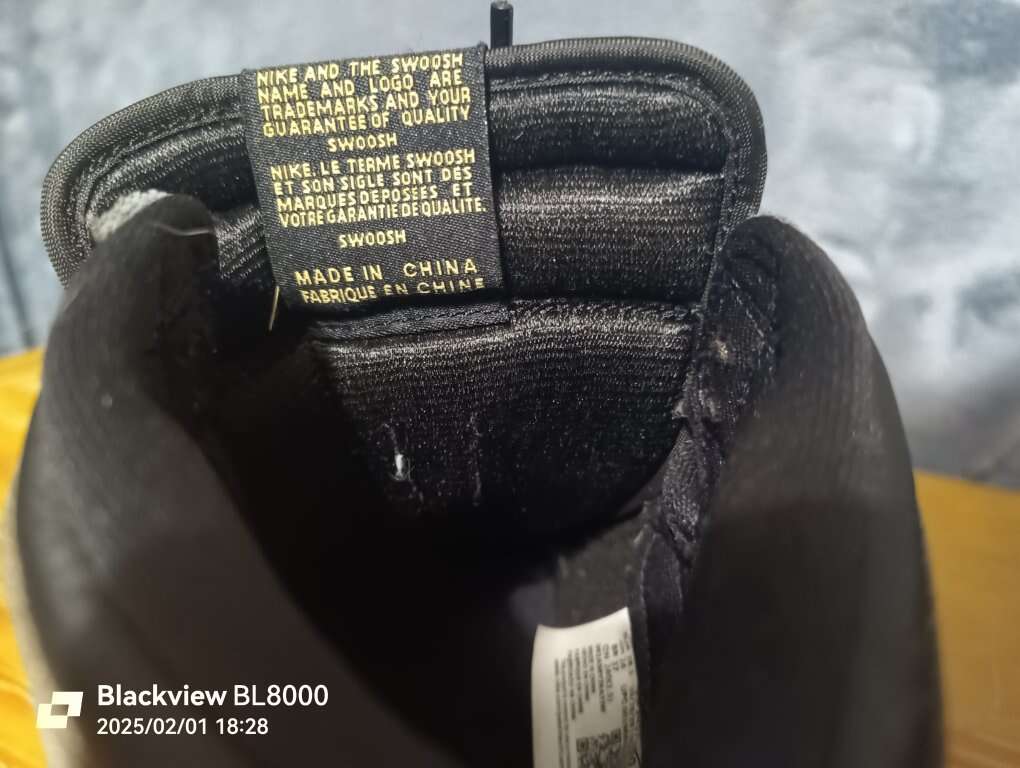 NIKE AND THE SWOOSH
NAME AND LOGO ARE
TRADEMARKS AND YOUR
GUARANTEE OF QUALITY
SWOOSH
NIKE. LE TERME SWOOSH
ET SON SIGLE SONT DES
MARQUES DEPOSÉES ET
VOTRE GARANTIE DE QUALITE.
SWOOSH
MADE IN CHINA
FABRIQUE EN CHINE
Blackview BL8000
2025/02/01 18:28